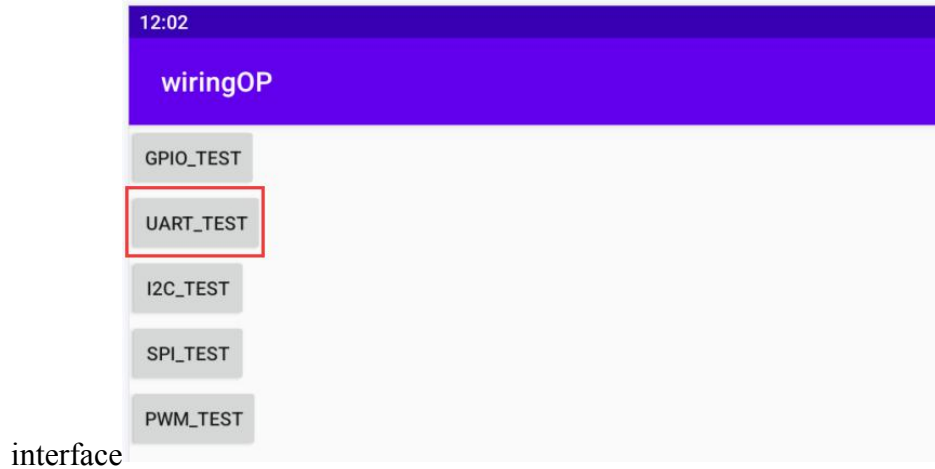 12:02
wiringOP
GPIO_TEST
UART_TEST
I2C_TEST
SPI_TEST
PWM_TEST
interface